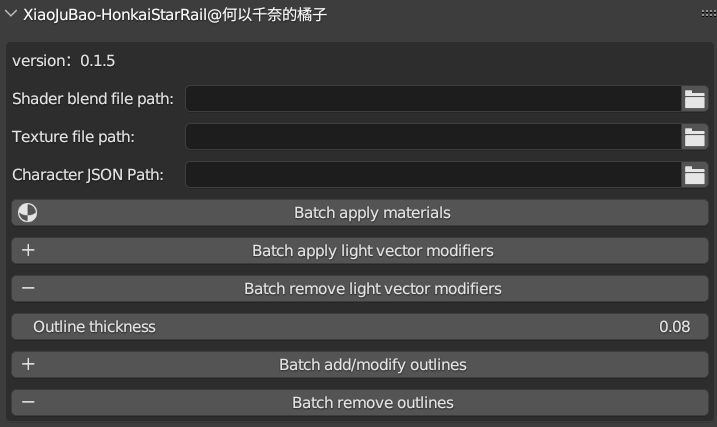 XiaoJuBao-HonkaiStarRail@何以千奈的橘子
version：0.1.5
Shader blend file path:
Texture file path:
Character JSON Path:
Batch apply materials
Batch apply light vector modifiers
Batch remove light vector modifiers
Outline thickness 0.08
Batch add/modify outlines
Batch remove outlines